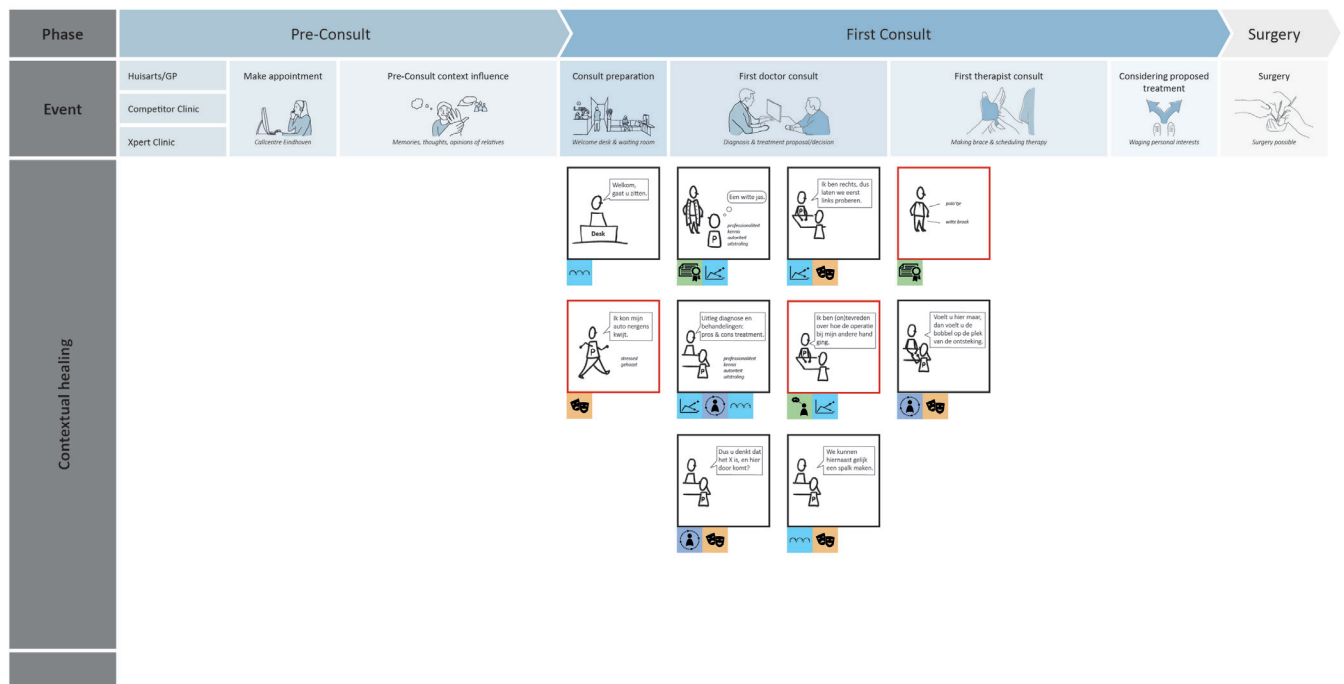 Phase
Pre-Consult
First Consult
Surgery
Event
Huisarts/GP
Competitor Clinic
Xpert Clinic
Make appointment
Callcentre Eindhoven
Pre-Consult context influence
Memories, thoughts, opinions of relatives
Consult preparation
Welcome desk & waiting room
First doctor consult
Diagnosis & treatment proposal/decision
First therapist consult
Making brace & scheduling therapy
Considering proposed
treatment
Waging personal interests
Surgery
Surgery possible
Contextual healing
Welkom,
gaat u zitten.
Desk
Een witte jas.
P
professionaliteit
kennis
autoriteit
uitstraling
Ik ben rechts, dus
laten we eerst
links proberen.
P
polo tje
witte broek
Ik kon mijn
auto nergens
kwijt.
P
stressed
gehaast
Uitleg diagnose en
behandelingen:
pros & cons treatment.
P
professionaliteit
kennis
autoriteit
uitstraling
Ik ben (on)tevreden
over hoe de operatie
bij mijn andere hand
ging.
P
Voelt u hier maar,
dan voelt u de
bobbel op de plek
van de ontsteking.
P
Dus u denkt dat
het X is, en hier
door komt?
P
We kunnen
hiernaast gelijk
een spalk maken.
P